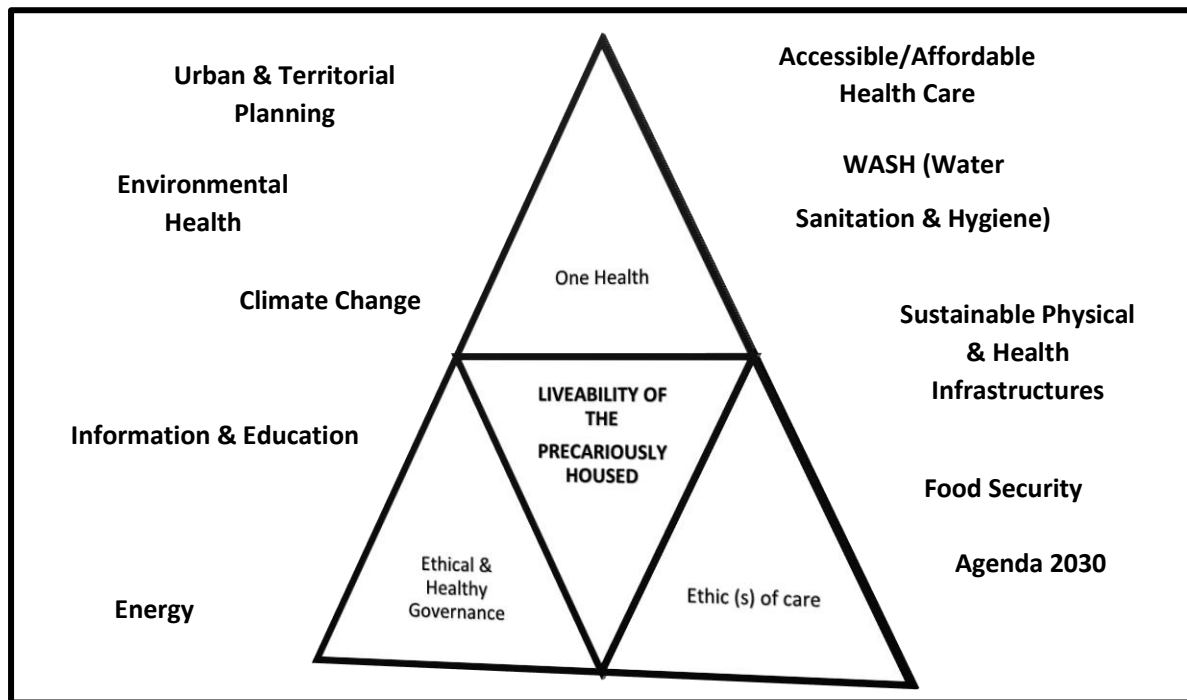 Urban & Territorial
Planning
Environmental
Health
Climate Change
Information & Education
Energy
One Health
LIVEABILITY OF
THE
PRECARIOUSLY
HOUSED
Ethical &
Healthy
Governance
Ethic (s) of care
Accessible/Affordable
Health Care
WASH (Water
Sanitation & Hygiene)
Sustainable Physical
& Health
Infrastructures
Food Security
Agenda 2030